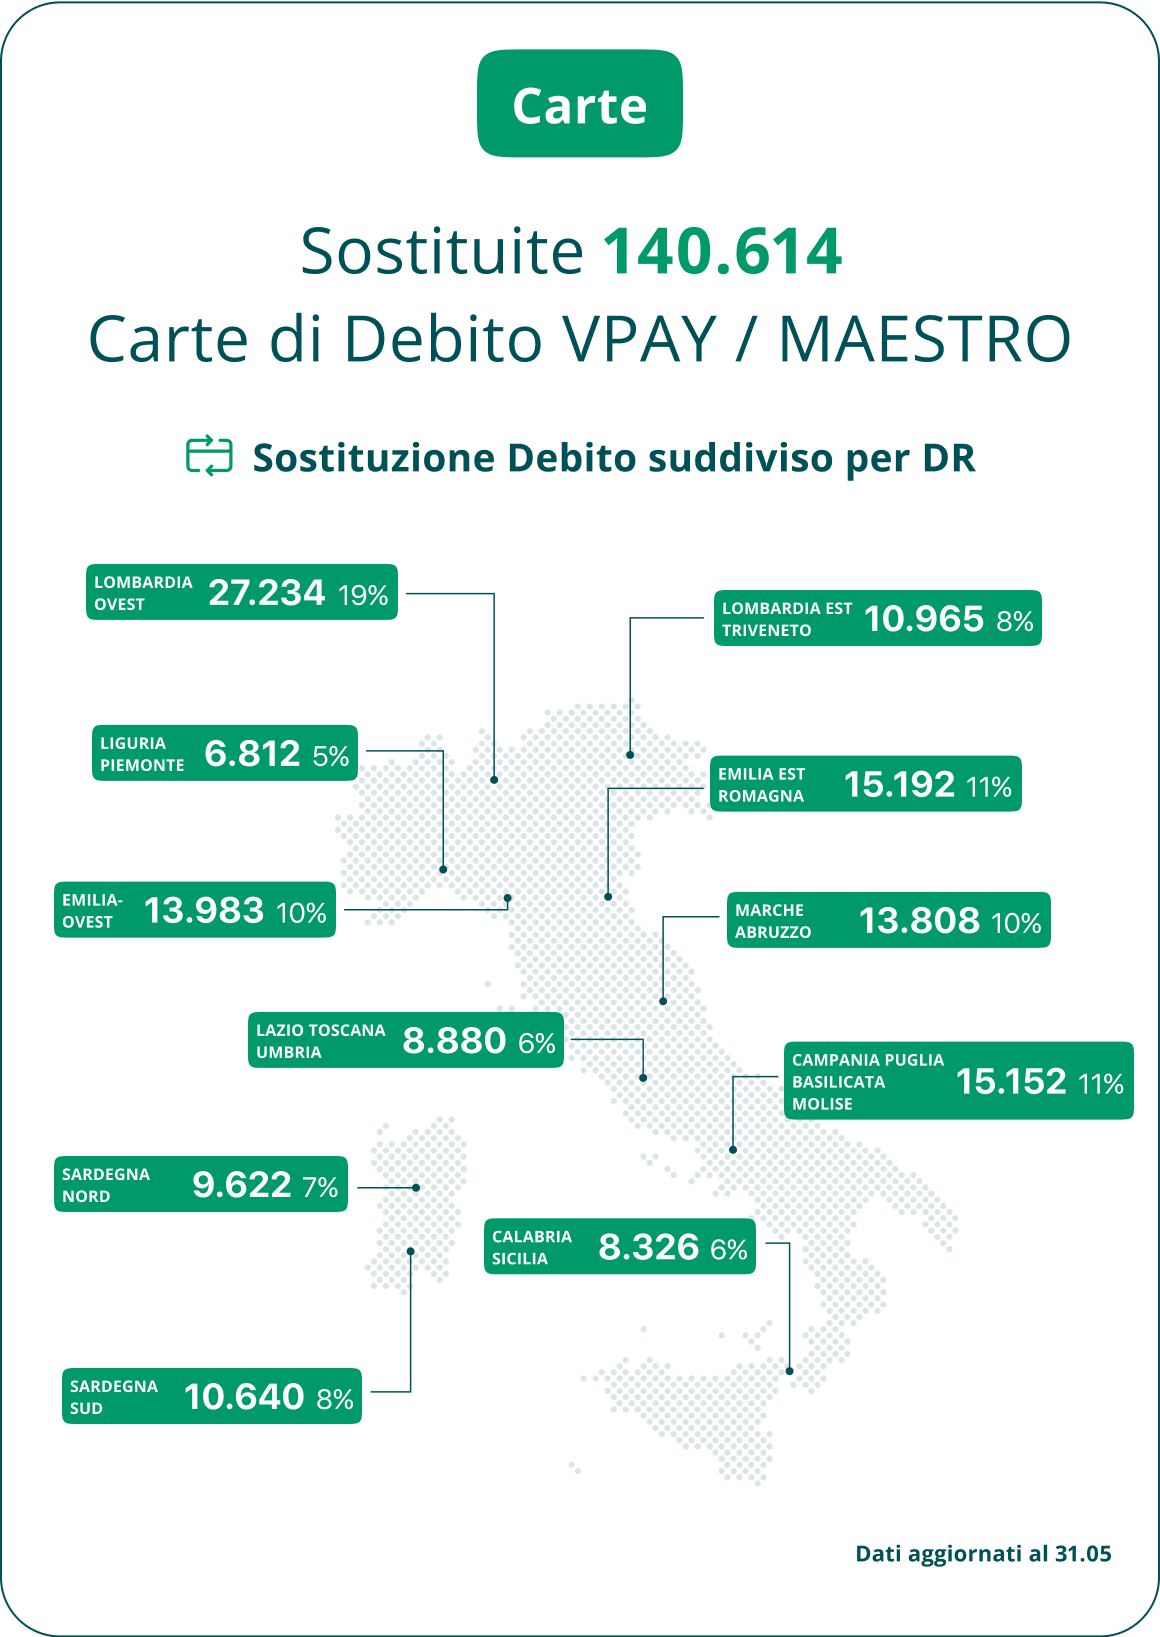 Carte
Sostituite 140.614
Carte di Debito VPAY / MAESTRO
Sostituzione Debito suddiviso per DR
LOMBARDIA
OVEST
27.234 19%
LOMBARDIA EST
TRIVENETO
10.965 8%
LIGURIA
PIEMONTE
6.812 5%
EMILIA EST
ROMAGNA
15.192 11%
EMILIA-
OVEST
13.983 10%
MARCHE
ABRUZZO
13.808 10%
LAZIO TOSCANA
UMBRIA
8.880 6%
CAMPANIA PUGLIA
BASILICATA
MOLISE
15.152 11%
SARDEGNA
NORD
9.622 7%
CALABRIA
SICILIA
8.326 6%
SARDEGNA
SUD
10.640 8%
Dati aggiornati al 31.05